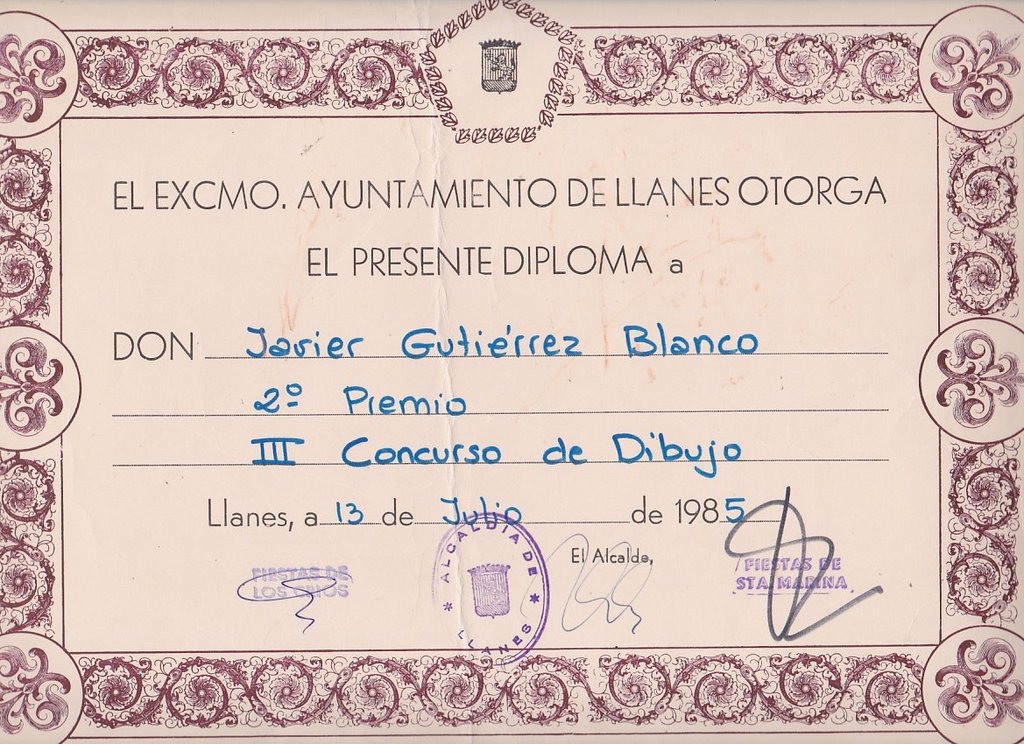 EL EXCMO. AYUNTAMIENTO DE LLANES OTORGA
EL PRESENTE DIPLOMA a
DON Javier Gutiérrez Blanco
2º Premio
III Concurso de Dibujo
Llanes, a 13 de Julio de 1985
El Alcalde,
FIESTAS DE
LOS
ALCALDIA DE
LLANES
FIESTAS DE
STA. MARINA